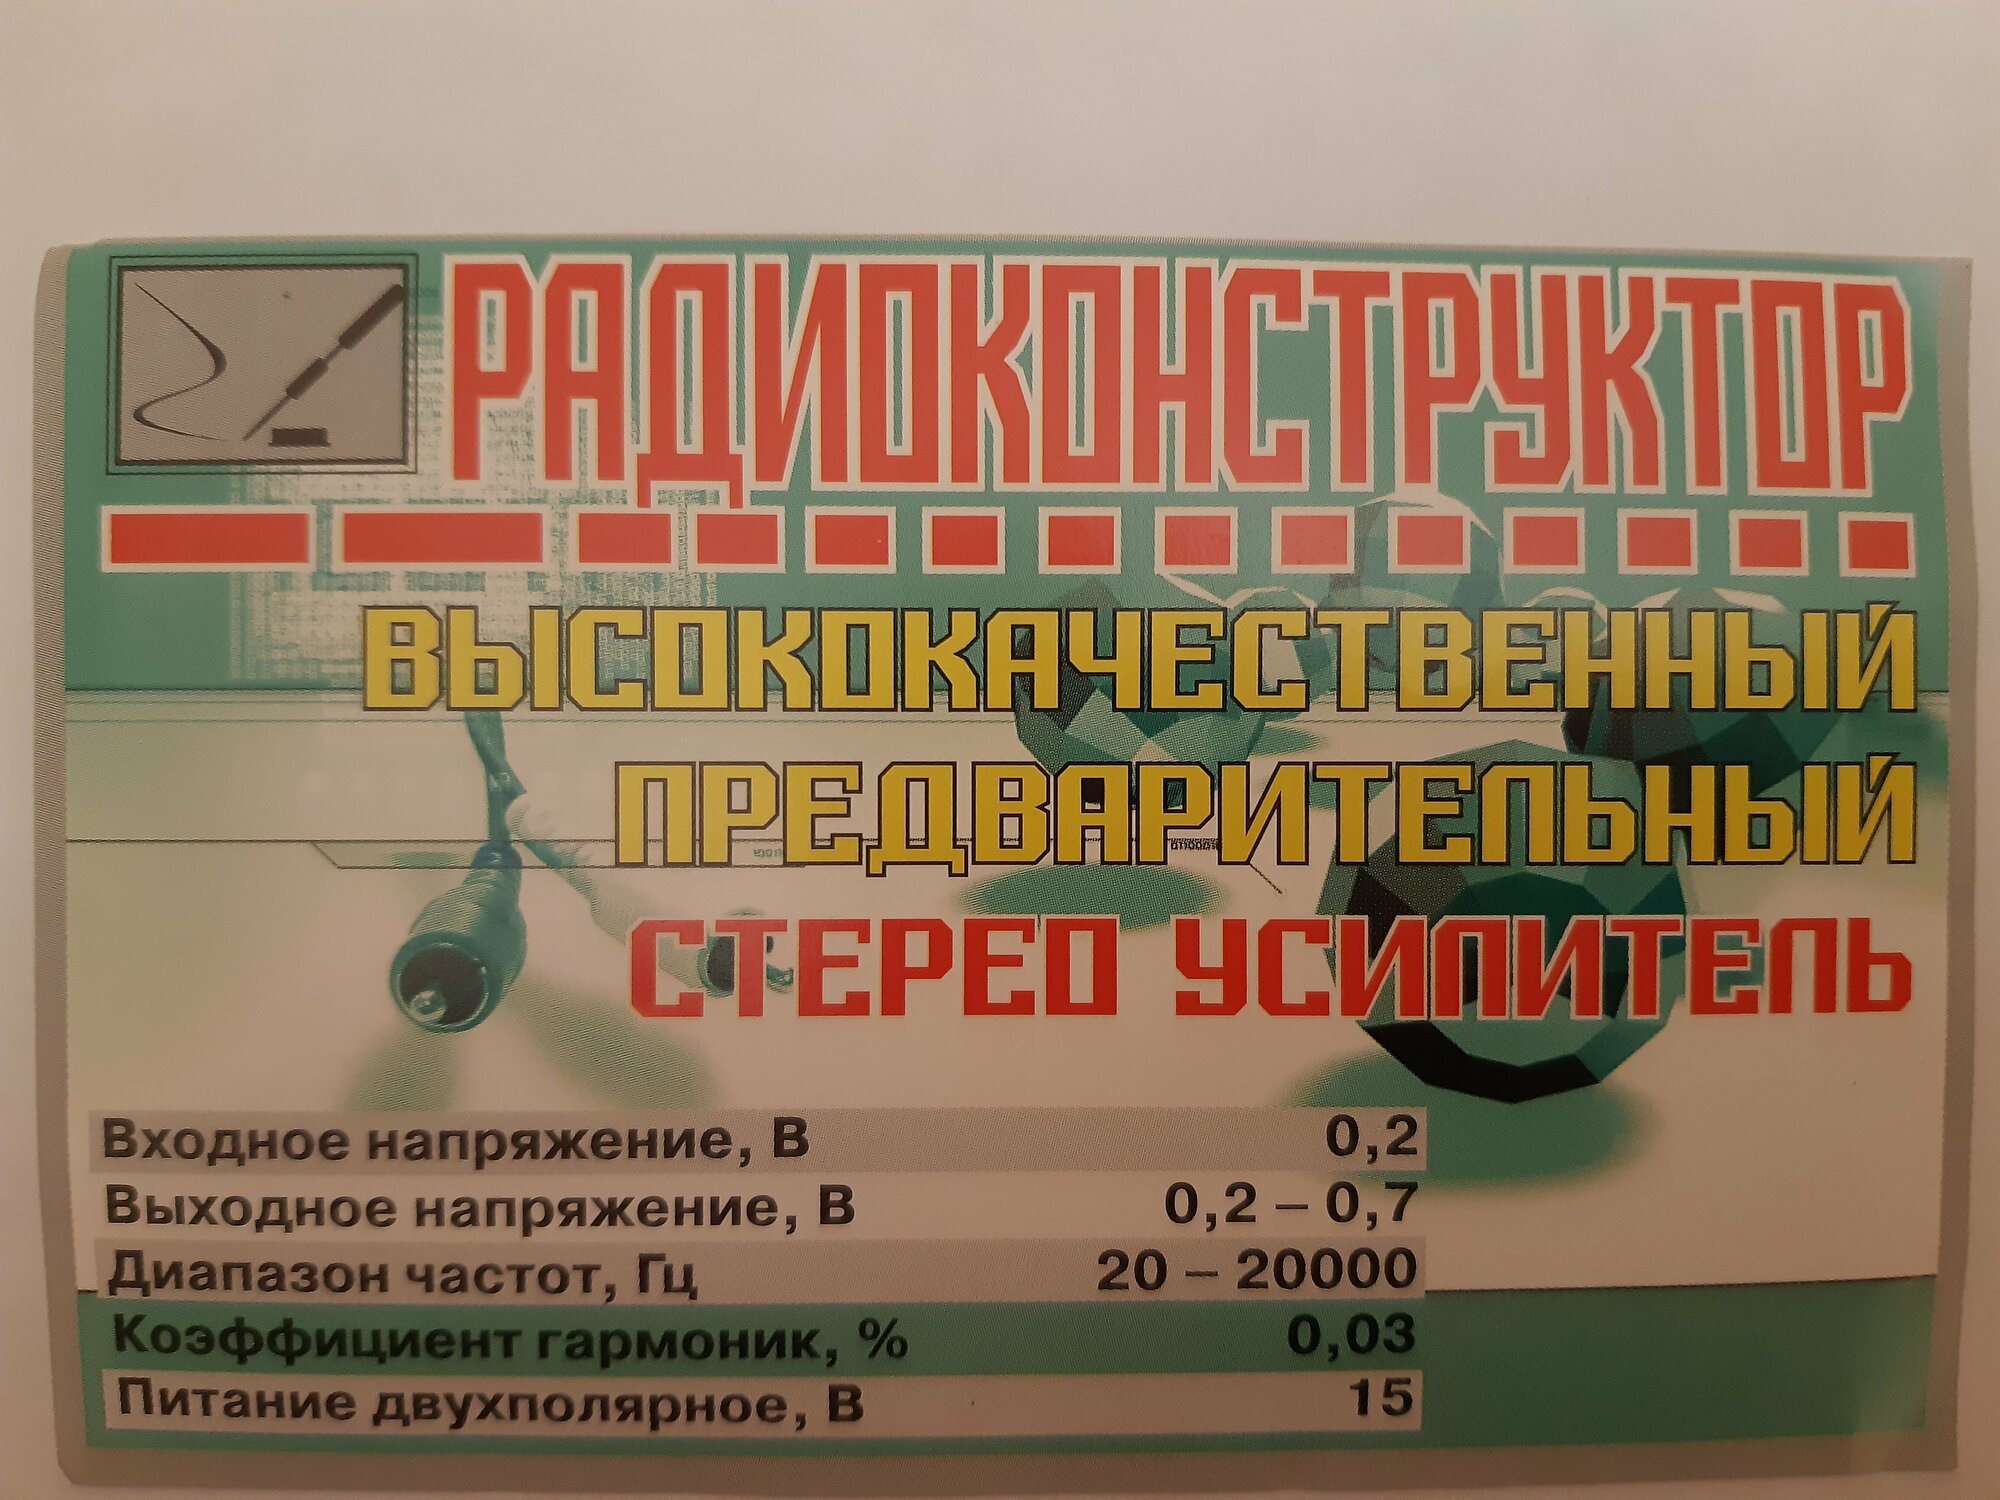 РАДИОКОНСТРУКТОР
ВЫСОКОКАЧЕСТВЕННЫЙ
ПРЕДВАРИТЕЛЬНЫЙ
СТЕРЕО УСИЛИТЕЛЬ
Входное напряжение, В 0,2
Выходное напряжение, В 0,2 – 0,7
Диапазон частот, Гц 20 – 20000
Коэффициент гармоник, % 0,03
Питание двухполярное, В 15